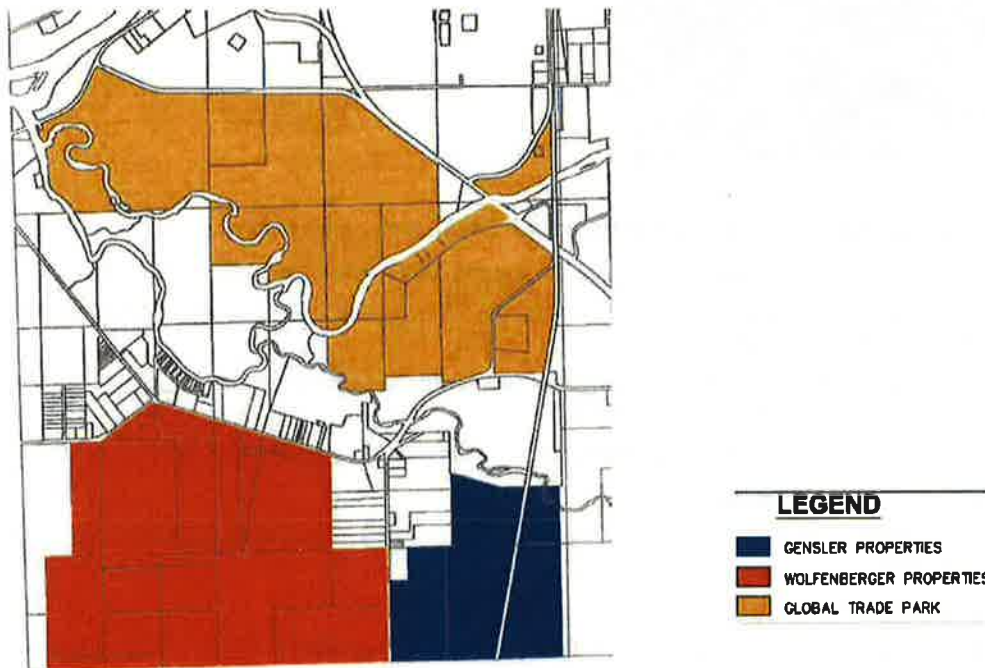 LEGEND
GENSLER PROPERTIES
WOLFENBERGER PROPERTIES
GLOBAL TRADE PARK